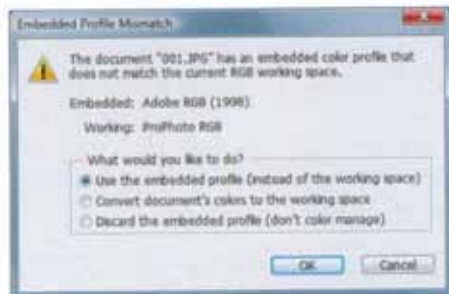 Embedded Profile Mismatch
The document "001.JPG" has an embedded color profile that
does not match the current RGB working space.
Embedded: Adobe RGB (1998)
Working: ProPhoto RGB
What would you like to do?
Use the embedded profile (instead of the working space)
Convert document's colors to the working space
Discard the embedded profile (don't color manage)
OK
Cancel